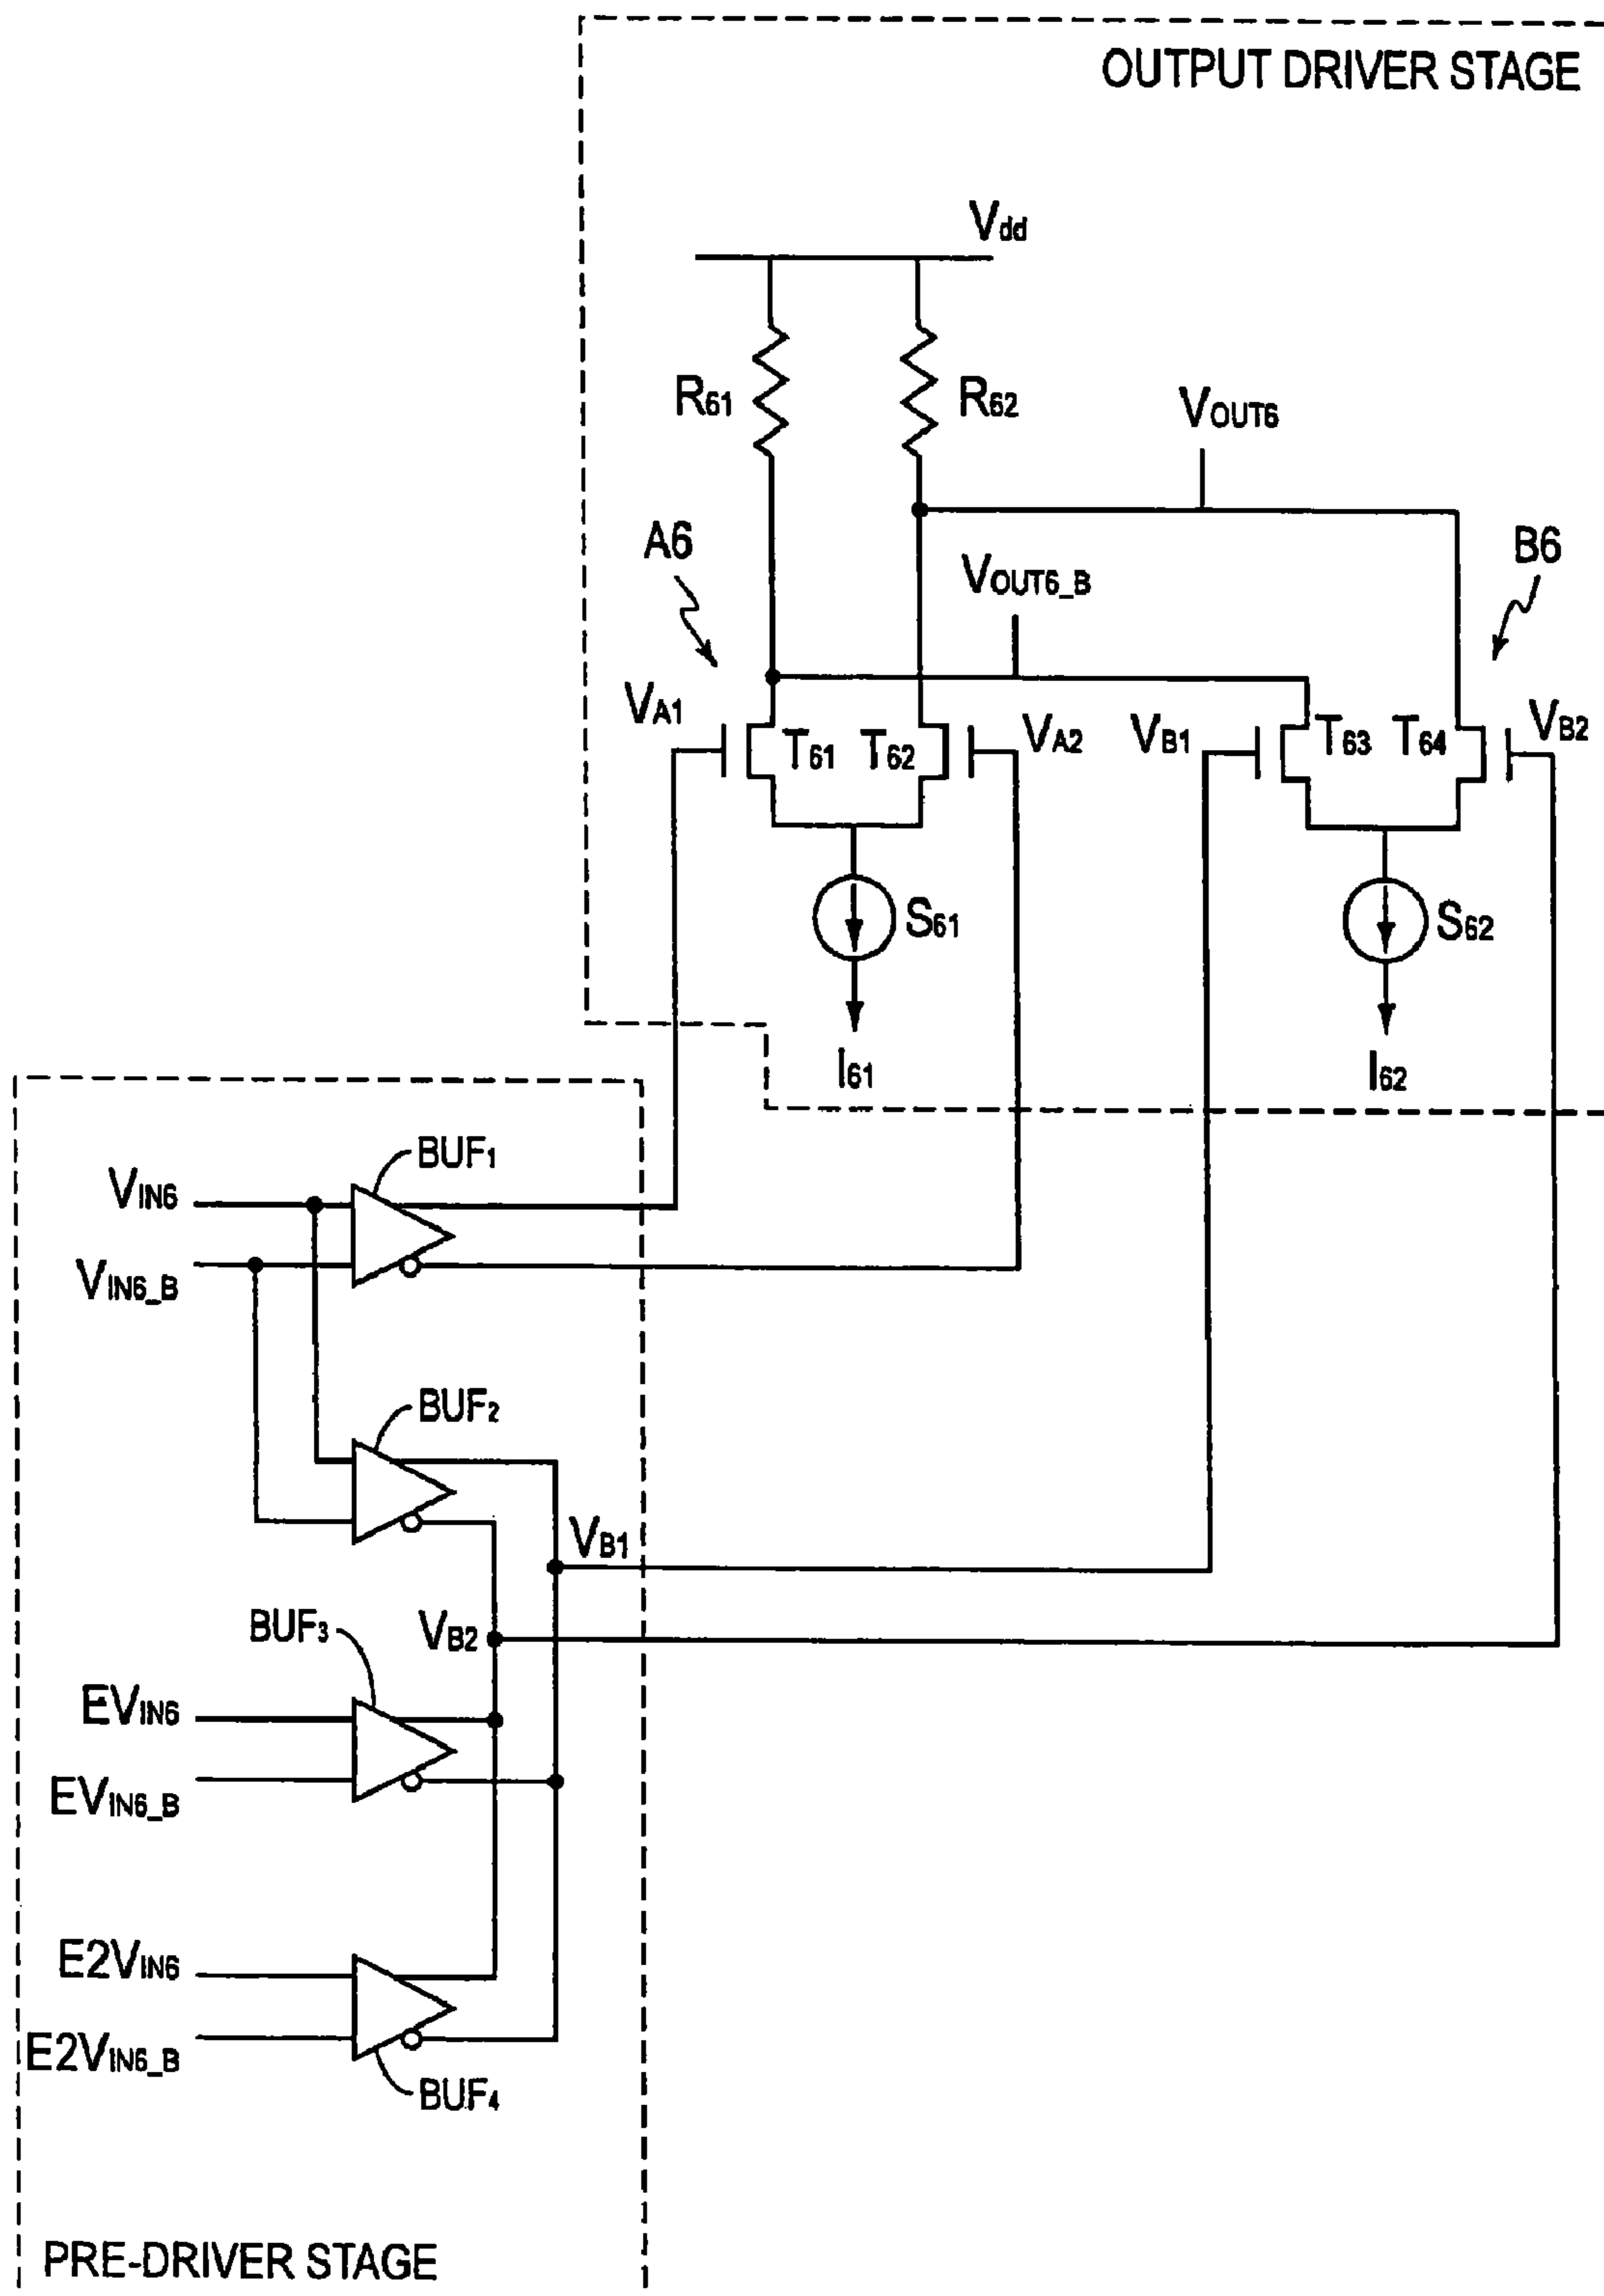 OUTPUT DRIVER STAGE
Vdd
R61
R62
VOUT6
A6
VOUT6_B
B6
VA1
T61
T62
VA2
VB1
T63
T64
VB2
S61
S62
I61
I62
BUF1
VIN6
VIN6_B
BUF2
VB1
BUF3
VB2
EVIN6
EVIN6_B
E2VIN6
E2VIN6_B
BUF4
PRE-DRIVER STAGE